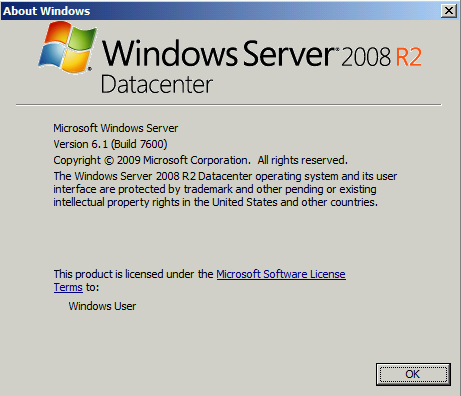 About Windows
Windows Server® 2008 R2
Datacenter
Microsoft Windows Server
Version 6.1 (Build 7600)
Copyright © 2009 Microsoft Corporation.  All rights reserved.
The Windows Server 2008 R2 Datacenter operating system and its user
interface are protected by trademark and other pending or existing
intellectual property rights in the United States and other countries.
This product is licensed under the Microsoft Software License
Terms to:
Windows User
OK